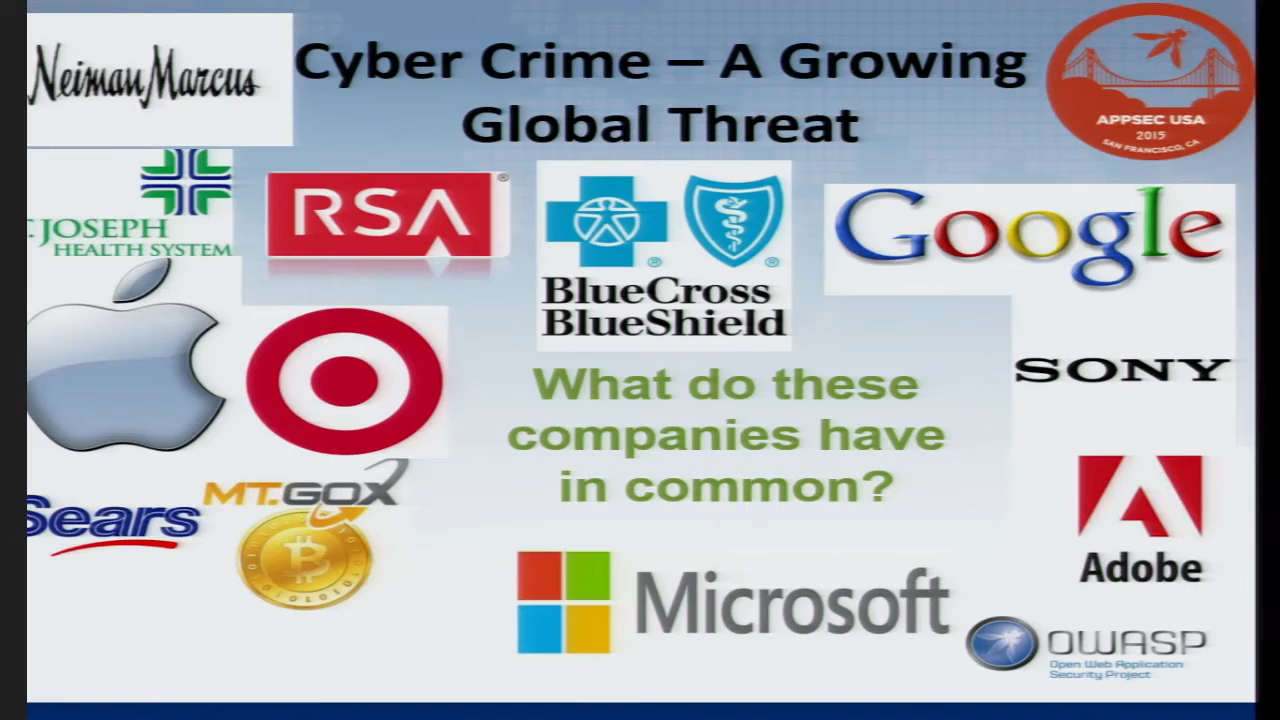 Neiman Marcus
Cyber Crime – A Growing
Global Threat
APPSEC USA
2015
SAN FRANCISCO, CA
T. JOSEPH
HEALTH SYSTEM
RSA®
® ®
BlueCross
BlueShield
Google
SONY
What do these
companies have
in common?
Sears
MT.GOX
Adobe
Microsoft
OWASP
Open Web Application
Security Project